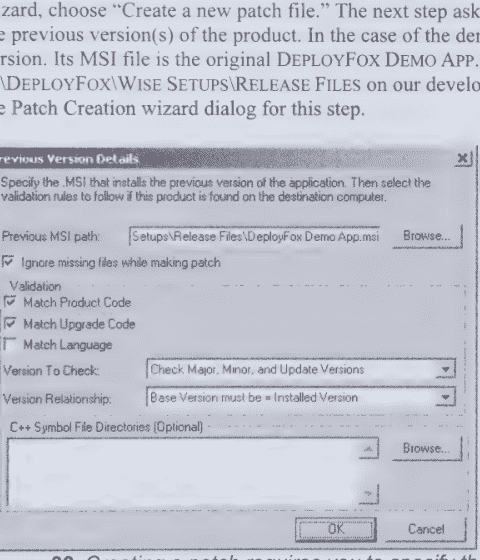 zard, choose “Create a new patch file.” The next step ask
e previous version(s) of the product. In the case of the der
rsion. Its MSI file is the original DEPLOYFOX DEMO APP.
\DEPLOYFOX\WISE SETUPS\RELEASE FILES on our develo
e Patch Creation wizard dialog for this step.
revious Version Details
Specify the .MSI that installs the previous version of the application. Then select the
validation rules to follow if this product is found on the destination computer.
Previous MSI path: Setups\Release Files\DeployFox Demo App.msi Browse...
Ignore missing files while making patch
Validation
Match Product Code
Match Upgrade Code
Match Language
Version To Check: Check Major, Minor, and Update Versions
Version Relationship: Base Version must be = Installed Version
C++ Symbol File Directories (Optional)
Browse...
OK Cancel
Creating a patch requires you to specify th